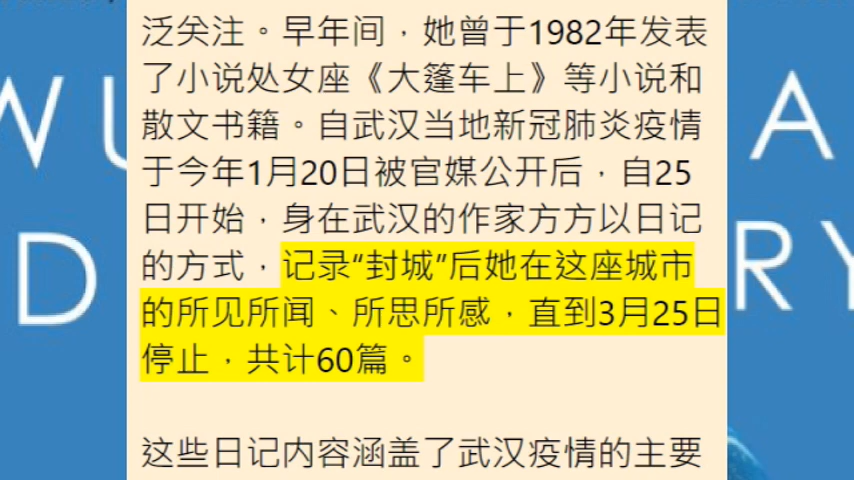 泛关注。早年间，她曾于1982年发表
了小说处女座《大篷车上》等小说和
散文书籍。自武汉当地新冠肺炎疫情
于今年1月20日被官媒公开后，自25
日开始，身在武汉的作家方方以日记
的方式，记录“封城”后她在这座城市
的所见所闻、所思所感，直到3月25日
停止，共计60篇。
这些日记内容涵盖了武汉疫情的主要
WU
A
D
RY